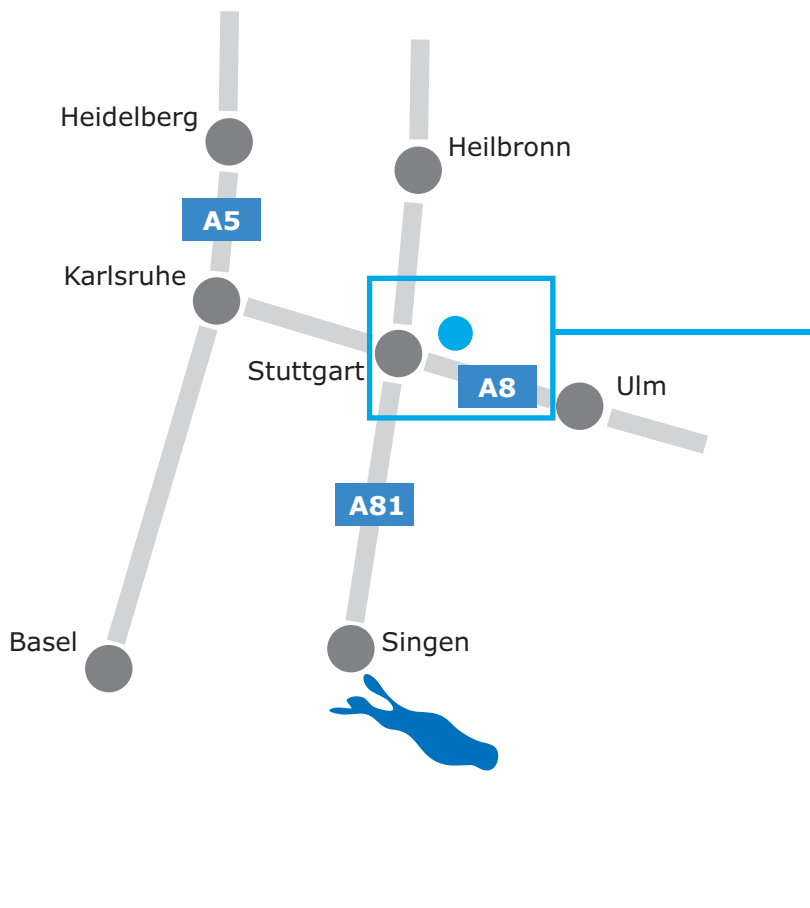 Heidelberg
Heilbronn
A5
Karlsruhe
Stuttgart
A8
Ulm
A81
Basel
Singen